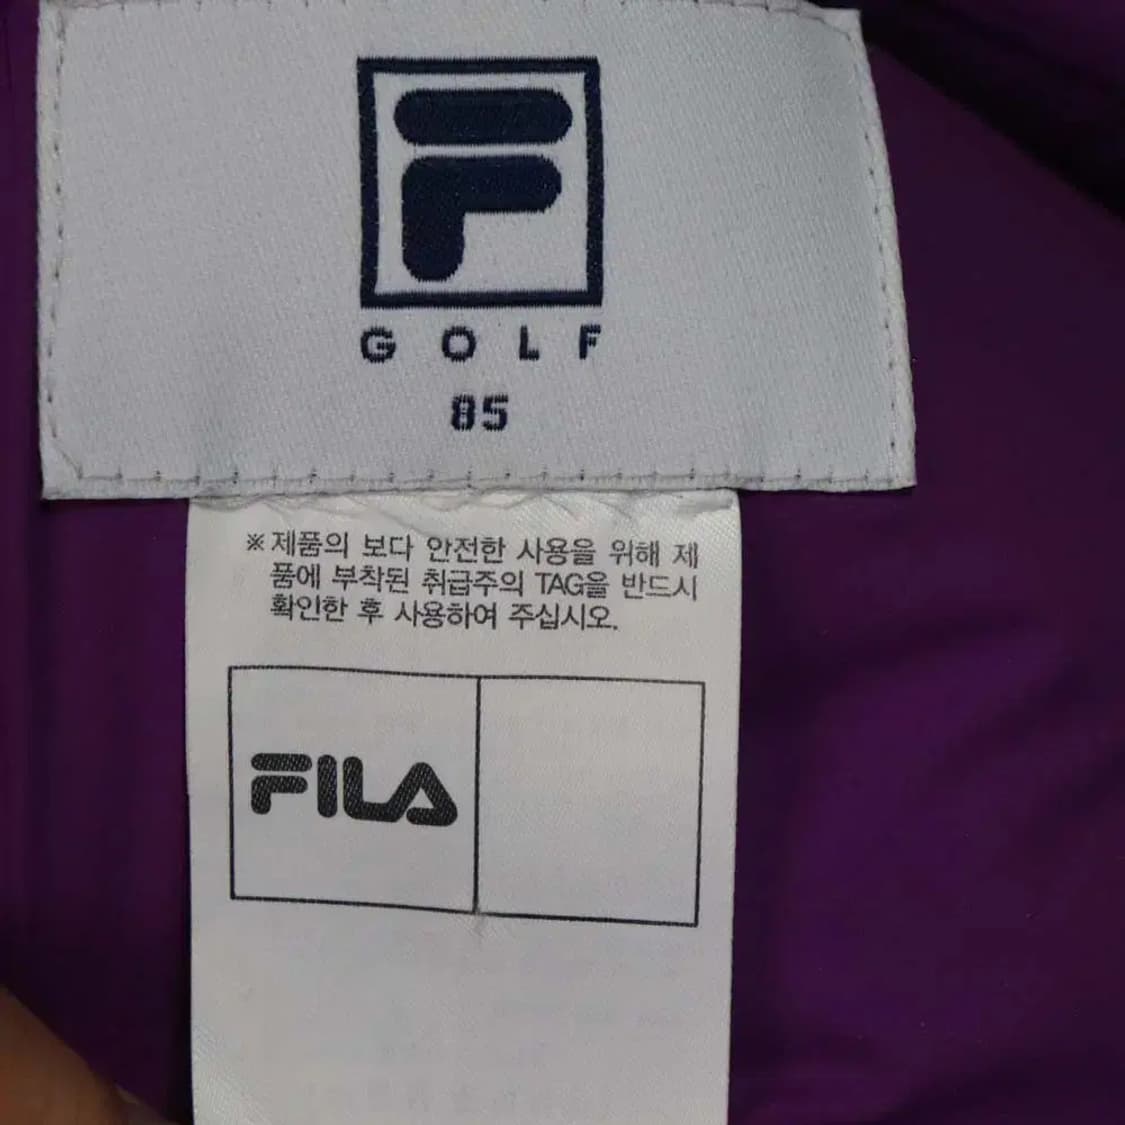 F
GOLF
85
※제품의 보다 안전한 사용을 위해 제
품에 부착된 취급주의 TAG을 반드시
확인한 후 사용하여 주십시오.
FILA